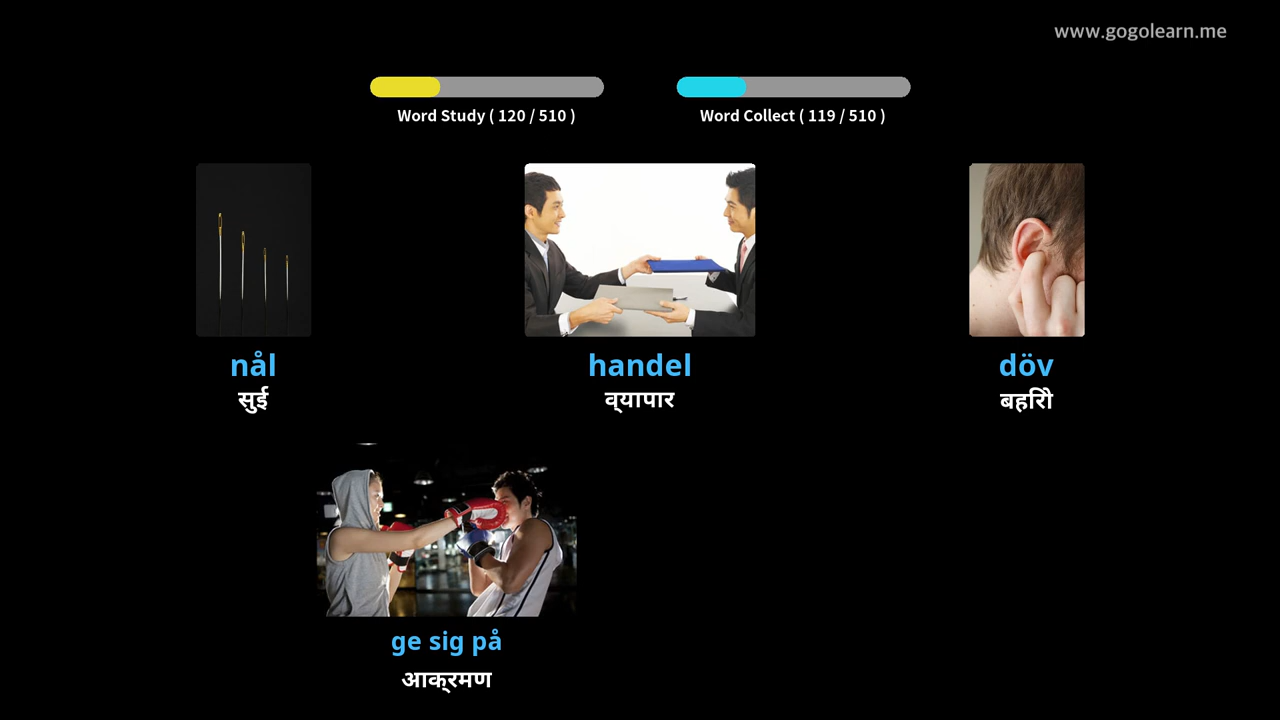 www.gogolearn.me
Word Study ( 120 / 510 )
Word Collect ( 119 / 510 )
nål
handel
döv
सुई
व्यापार
बहिरो
ge sig på
आक्रमण